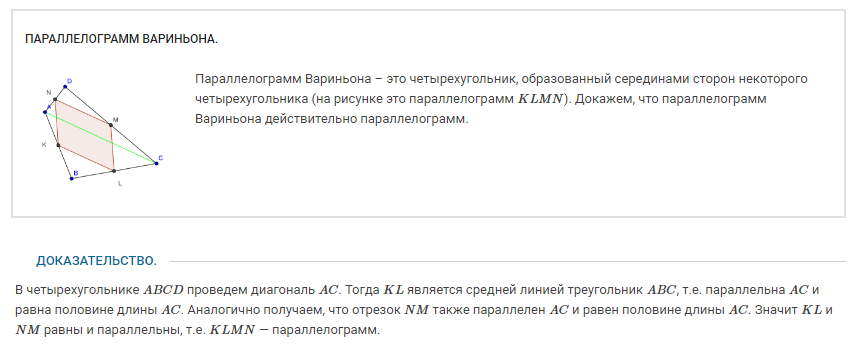 ПАРАЛЛЕЛОГРАММ ВАРИНЬОНА.
Параллелограмм Вариньона – это четырехугольник, образованный серединами сторон некоторого
четырехугольника (на рисунке это параллелограмм KLMN). Докажем, что параллелограмм
Вариньона действительно параллелограмм.
D
N
A
M
K
C
B
L
ДОКАЗАТЕЛЬСТВО.
В четырехугольнике ABCD проведем диагональ AC. Тогда KL является средней линией треугольник ABC, т.е. параллельна AC и
равна половине длины AC. Аналогично получаем, что отрезок NM также параллелен AC и равен половине длины AC. Значит KL и
NM равны и параллельны, т.е. KLMN — параллелограмм.